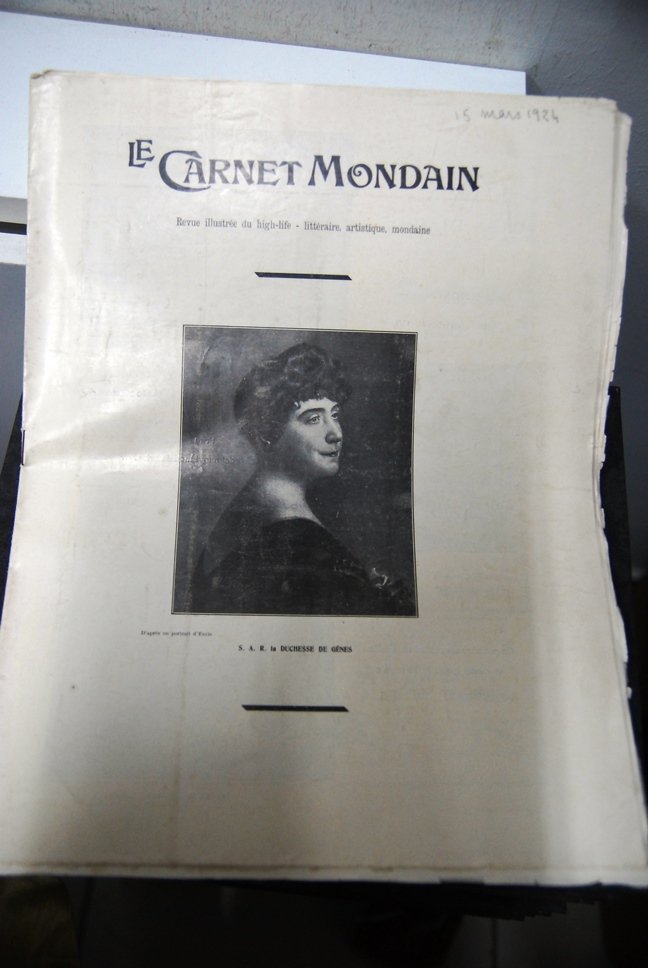 15 mars 1924
LE CARNET MONDAIN
Revue illustrée du high-life - littéraire, artistique, mondaine
D'après un portrait d'Enrie
S. A. R. la DUCHESSE DE GÊNES